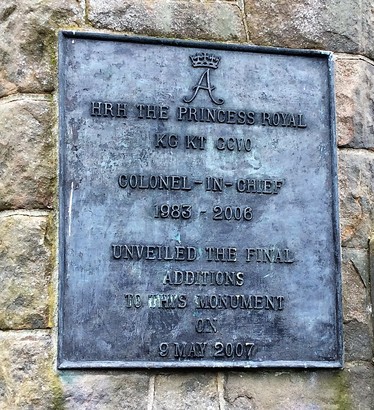 A
HRH THE PRINCESS ROYAL
KG KT GCVO
COLONEL-IN-CHIEF
1983 - 2006
UNVEILED THE FINAL
ADDITIONS
TO THIS MONUMENT
ON
9 MAY 2007